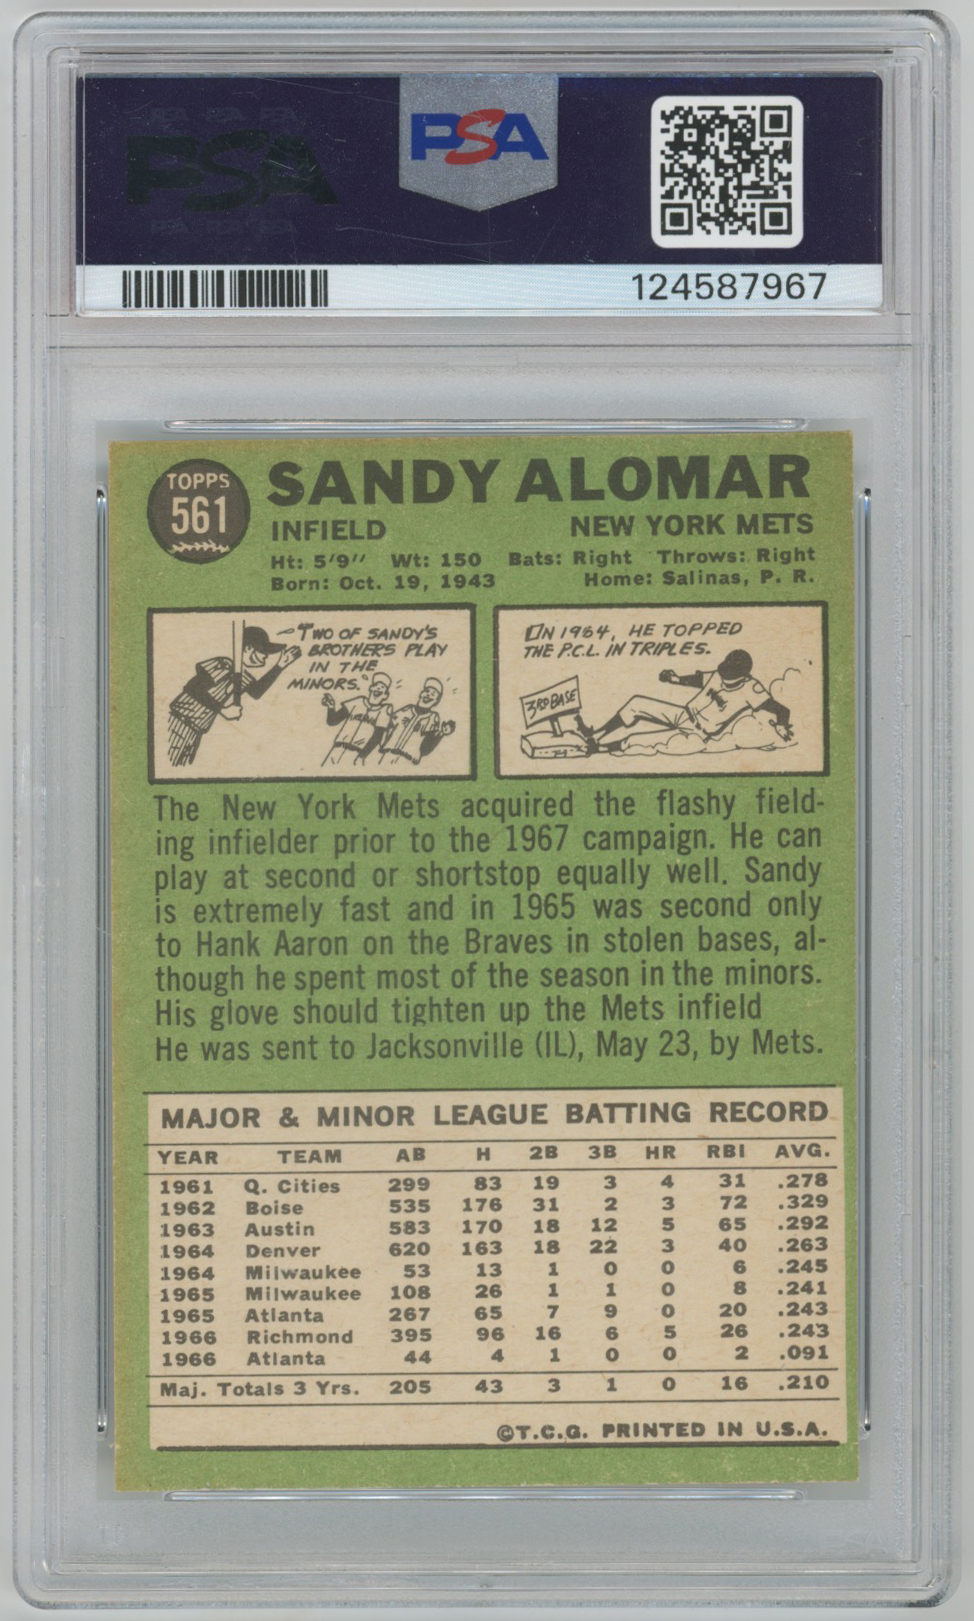 PSA
PSA
124587967
TOPPS
561
SANDY ALOMAR
INFIELD NEW YORK METS
Ht: 5'9" Wt: 150 Bats: Right Throws: Right
Born: Oct. 19, 1943 Home: Salinas, P. R.
TWO OF SANDY'S
BROTHERS PLAY
IN THE
MINORS.
IN 1964, HE TOPPED
THE P.C.L. IN TRIPLES.
3RD BASE
The New York Mets acquired the flashy field-
ing infielder prior to the 1967 campaign. He can
play at second or shortstop equally well. Sandy
is extremely fast and in 1965 was second only
to Hank Aaron on the Braves in stolen bases, al-
though he spent most of the season in the minors.
His glove should tighten up the Mets infield
He was sent to Jacksonville (IL), May 23, by Mets.
MAJOR & MINOR LEAGUE BATTING RECORD
YEAR TEAM AB H 2B 3B HR RBI AVG.
1961 Q. Cities 299 83 19 3 4 31 .278
1962 Boise 535 176 31 2 3 72 .329
1963 Austin 583 170 18 12 5 65 .292
1964 Denver 620 163 18 22 3 40 .263
1964 Milwaukee 53 13 1 0 0 6 .245
1965 Milwaukee 108 26 1 1 0 8 .241
1965 Atlanta 267 65 7 9 0 20 .243
1966 Richmond 395 96 16 6 5 26 .243
1966 Atlanta 44 4 1 0 0 2 .091
Maj. Totals 3 Yrs. 205 43 3 1 0 16 .210
©T.C.G. PRINTED IN U.S.A.